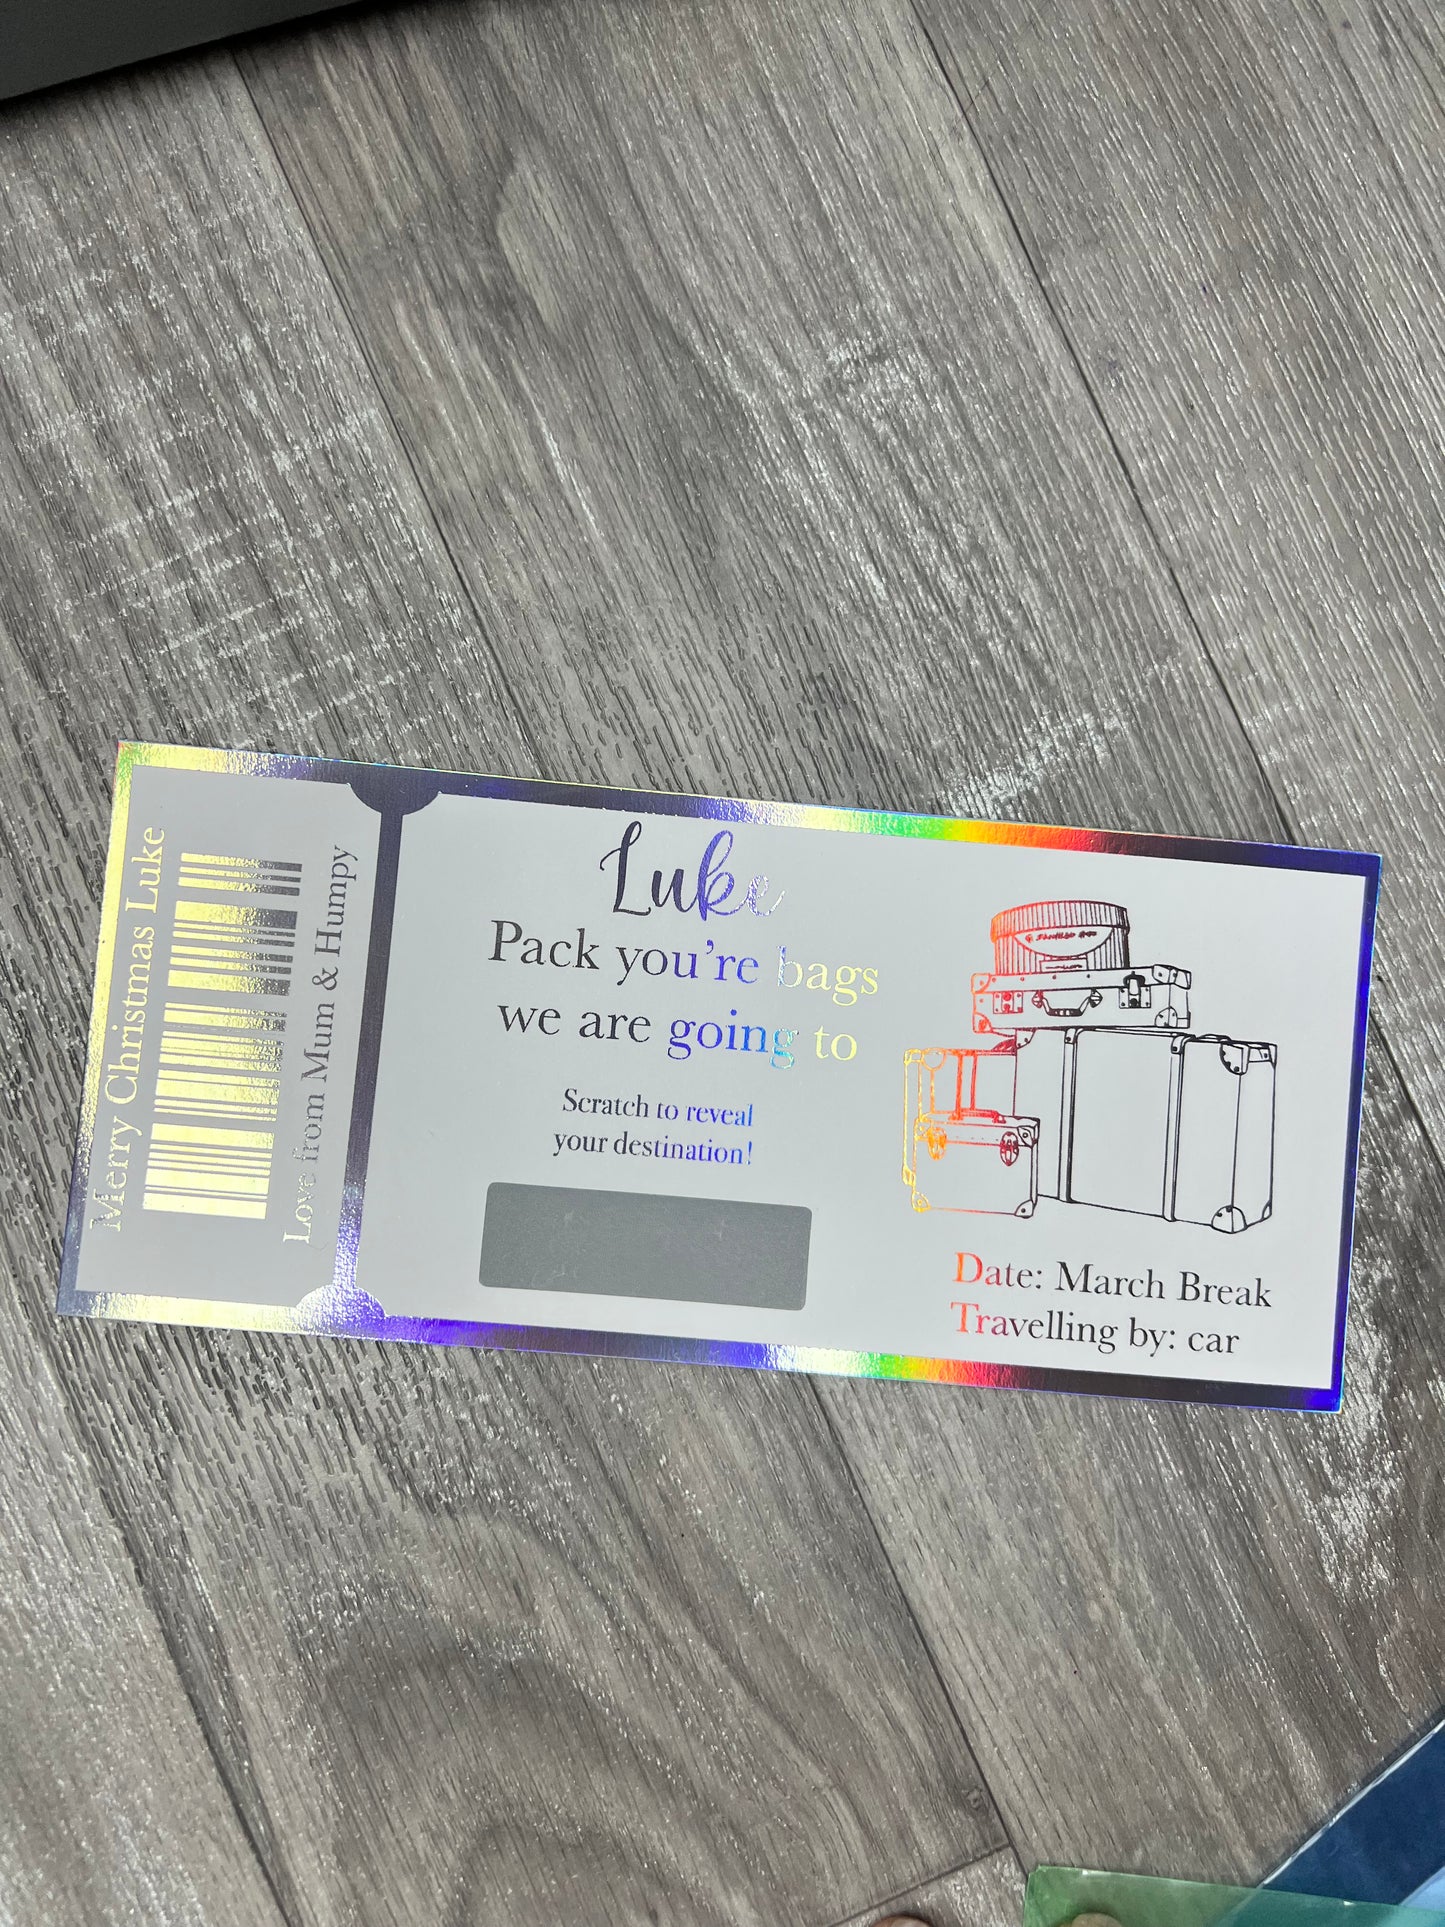 Merry Christmas Luke
Love from Mum & Humpy
Luke
Pack you're bags
we are going to
Scratch to reveal
your destination!
Date: March Break
Travelling by: car